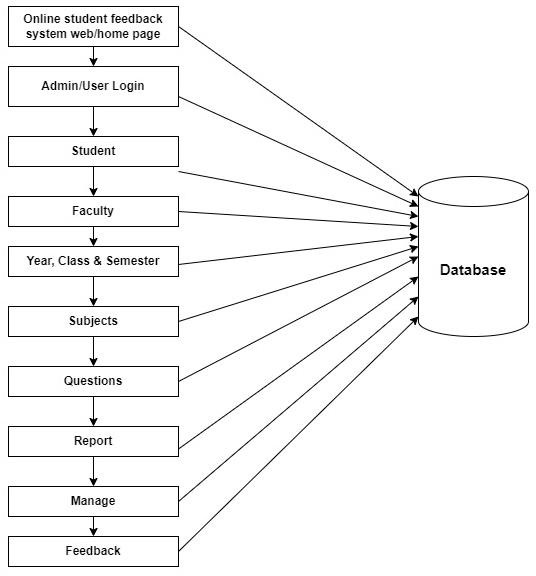 Online student feedback
system web/home page
Admin/User Login
Student
Faculty
Year, Class & Semester
Subjects
Questions
Report
Manage
Feedback
Database